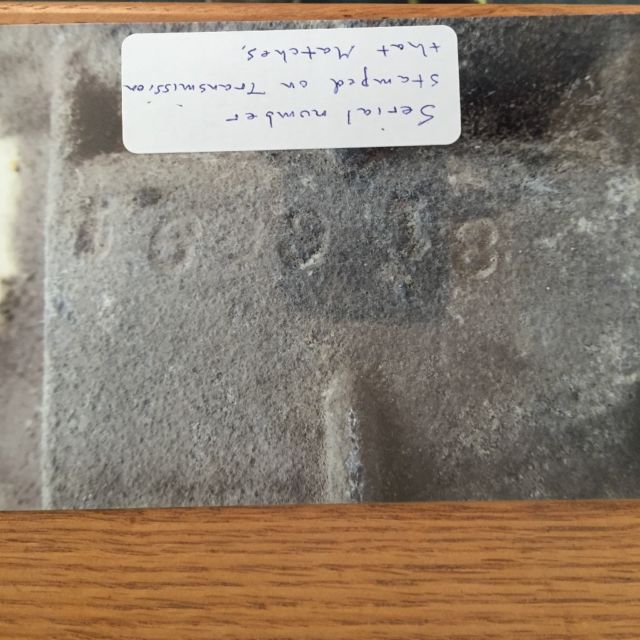 Serial number
stamped on Transmission
that Matches.